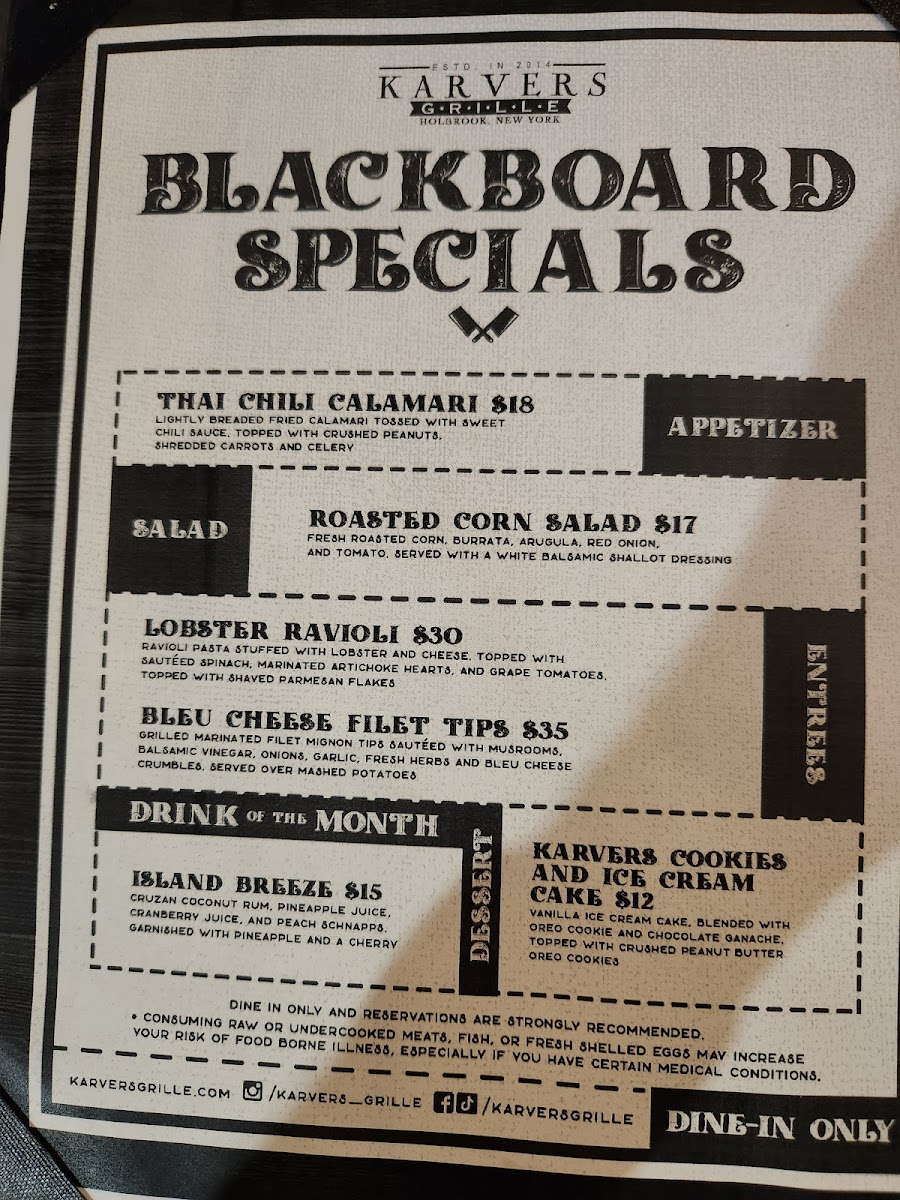 ESTD. IN 2014
KARVERS
G·R·I·L·L·E
HOLBROOK, NEW YORK
BLACKBOARD
SPECIALS
THAI CHILI CALAMARI $18
LIGHTLY BREADED FRIED CALAMARI TOSSED WITH SWEET
CHILI SAUCE. TOPPED WITH CRUSHED PEANUTS,
SHREDDED CARROTS AND CELERY
APPETIZER
SALAD
ROASTED CORN SALAD $17
FRESH ROASTED CORN, BURRATA, ARUGULA, RED ONION,
AND TOMATO. SERVED WITH A WHITE BALSAMIC SHALLOT DRESSING
LOBSTER RAVIOLI $30
RAVIOLI PASTA STUFFED WITH LOBSTER AND CHEESE. TOPPED WITH
SAUTÉED SPINACH, MARINATED ARTICHOKE HEARTS, AND GRAPE TOMATOES.
TOPPED WITH SHAVED PARMESAN FLAKES
BLEU CHEESE FILET TIPS $35
GRILLED MARINATED FILET MIGNON TIPS SAUTÉED WITH MUSROOMS,
BALSAMIC VINEGAR, ONIONS, GARLIC, FRESH HERBS AND BLEU CHEESE
CRUMBLES. SERVED OVER MASHED POTATOES
ENTREES
DRINK OF THE MONTH
ISLAND BREEZE $15
CRUZAN COCONUT RUM, PINEAPPLE JUICE,
CRANBERRY JUICE, AND PEACH SCHNAPPS.
GARNISHED WITH PINEAPPLE AND A CHERRY
DESSERT
KARVERS COOKIES
AND ICE CREAM
CAKE $12
VANILLA ICE CREAM CAKE, BLENDED WITH
OREO COOKIE AND CHOCOLATE GANACHE,
TOPPED WITH CRUSHED PEANUT BUTTER
OREO COOKIES
DINE IN ONLY AND RESERVATIONS ARE STRONGLY RECOMMENDED.
• CONSUMING RAW OR UNDERCOOKED MEATS, FISH, OR FRESH SHELLED EGGS MAY INCREASE
YOUR RISK OF FOOD BORNE ILLNESS, ESPECIALLY IF YOU HAVE CERTAIN MEDICAL CONDITIONS.
KARVERSGRILLE.COM /KARVERS_GRILLE /KARVERSGRILLE
DINE-IN ONLY